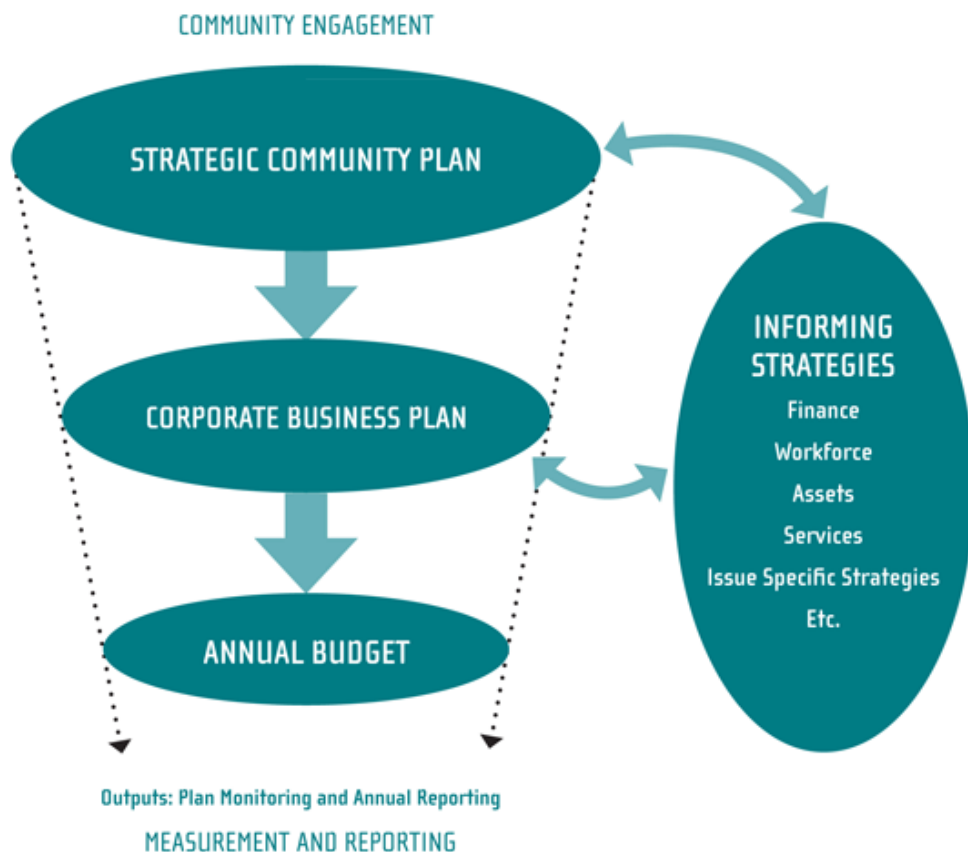 COMMUNITY ENGAGEMENT
STRATEGIC COMMUNITY PLAN
CORPORATE BUSINESS PLAN
ANNUAL BUDGET
INFORMING
STRATEGIES
Finance
Workforce
Assets
Services
Issue Specific Strategies
Etc.
Outputs: Plan Monitoring and Annual Reporting
MEASUREMENT AND REPORTING